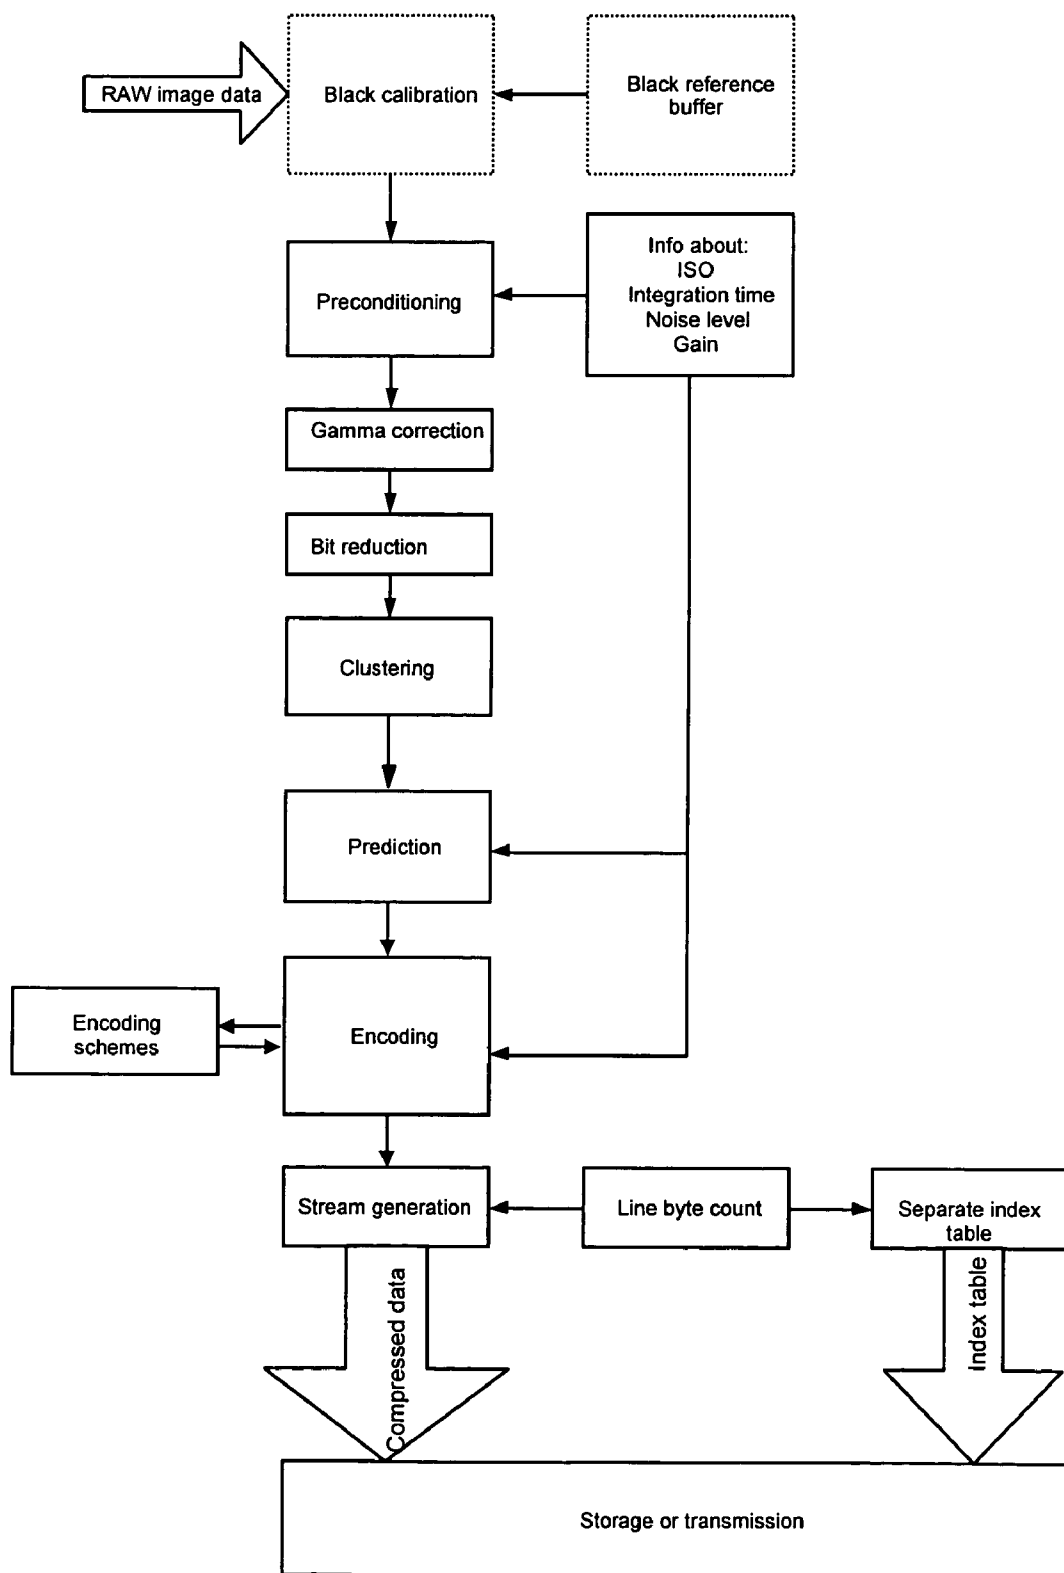 RAW image data
Black calibration
Black reference
buffer
Info about:
ISO
Integration time
Noise level
Gain
Preconditioning
Gamma correction
Bit reduction
Clustering
Prediction
Encoding
schemes
Encoding
Stream generation
Line byte count
Separate index
table
Compressed data
Index table
Storage or transmission